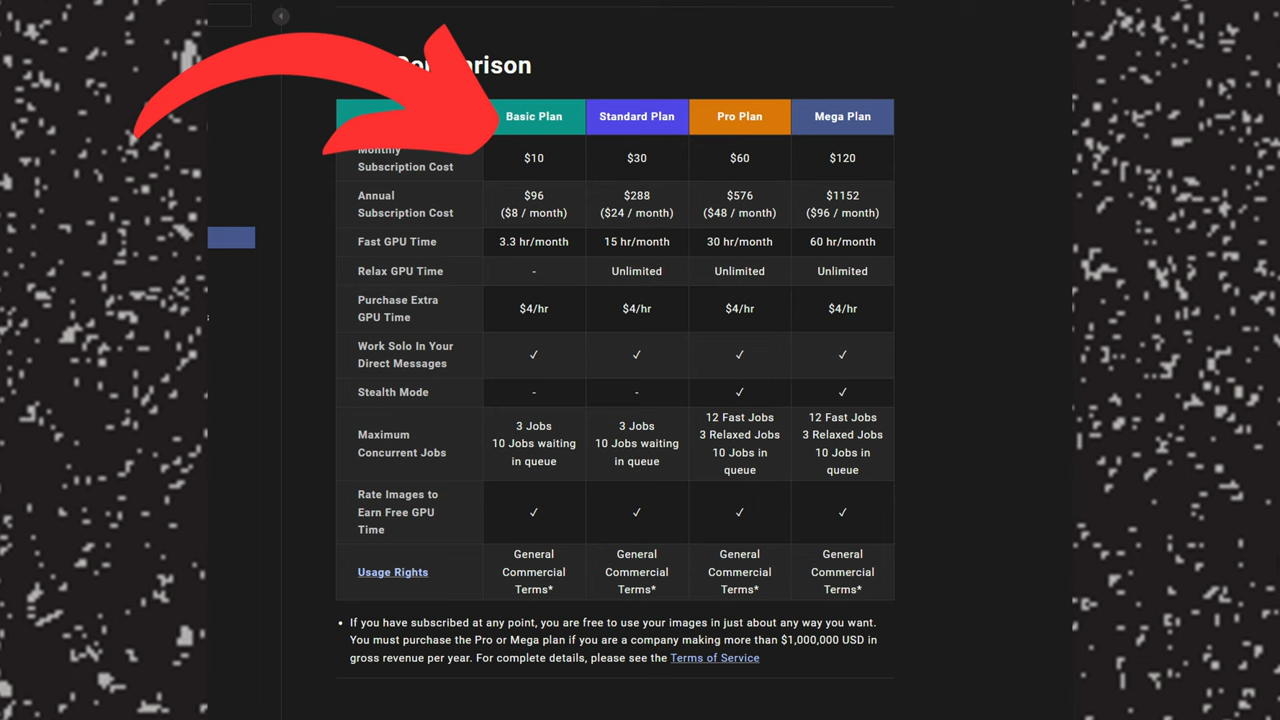 rison
Basic Plan Standard Plan Pro Plan Mega Plan
Monthly
Subscription Cost $10 $30 $60 $120
Annual
Subscription Cost
$96 $288 $576 $1152
($8 / month) ($24 / month) ($48 / month) ($96 / month)
Fast GPU Time 3.3 hr/month 15 hr/month 30 hr/month 60 hr/month
Relax GPU Time - Unlimited Unlimited Unlimited
Purchase Extra
GPU Time
$4/hr $4/hr $4/hr $4/hr
Work Solo In Your
Direct Messages
✓ ✓ ✓ ✓
Stealth Mode - - ✓ ✓
Maximum
Concurrent Jobs
3 Jobs
10 Jobs waiting
in queue
3 Jobs
10 Jobs waiting
in queue
12 Fast Jobs
3 Relaxed Jobs
10 Jobs in
queue
12 Fast Jobs
3 Relaxed Jobs
10 Jobs in
queue
Rate Images to
Earn Free GPU
Time
✓ ✓ ✓ ✓
Usage Rights
General
Commercial
Terms*
General
Commercial
Terms*
General
Commercial
Terms*
General
Commercial
Terms*
• If you have subscribed at any point, you are free to use your images in just about any way you want.
You must purchase the Pro or Mega plan if you are a company making more than $1,000,000 USD in
gross revenue per year. For complete details, please see the Terms of Service